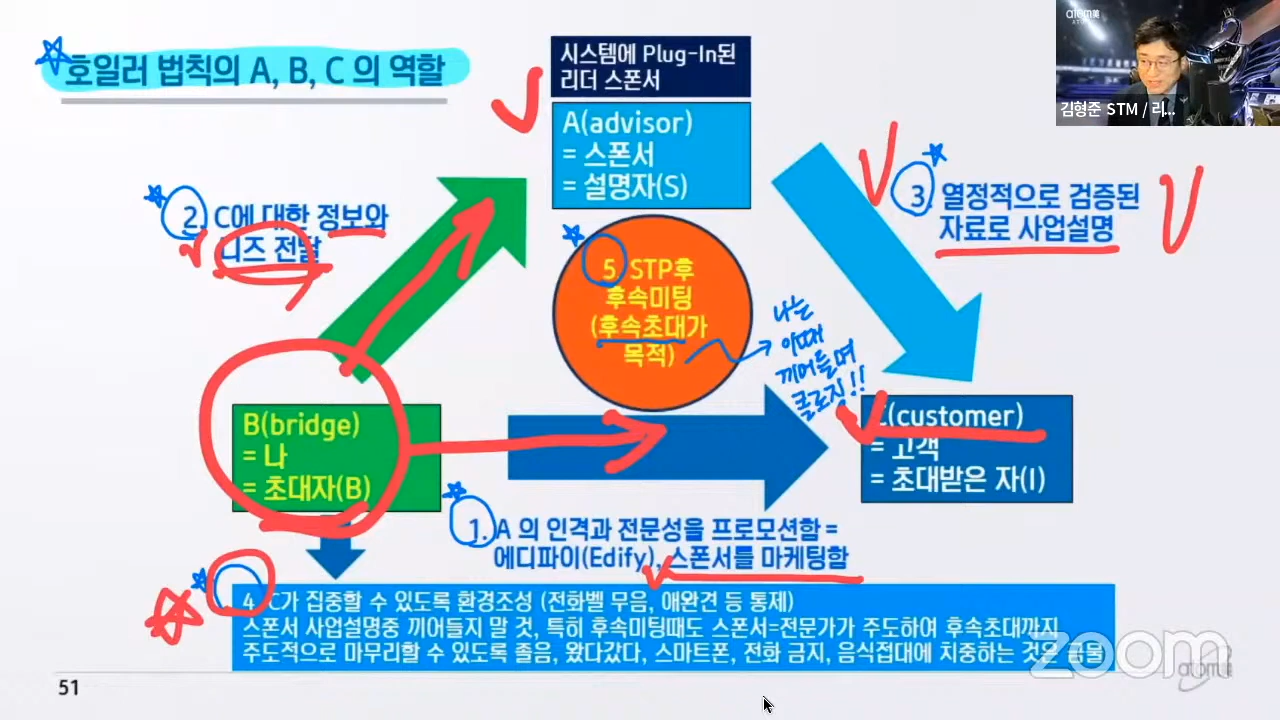 호일러 법칙의 A, B, C 의 역할
시스템에 Plug-In된
리더 스폰서
A(advisor)
= 스폰서
= 설명자(S)
atom美
김형준 STM / 리...
2. C에 대한 정보와
니즈 전달
3. 열정적으로 검증된
자료로 사업설명
5. STP후
후속미팅
(후속초대가
목적)
나는
이때
끼어들며
클로징!!
B(bridge)
= 나
= 초대자(B)
C(customer)
= 고객
= 초대받은 자(I)
1. A 의 인격과 전문성을 프로모션함 =
에디파이(Edify), 스폰서를 마케팅함
4. C가 집중할 수 있도록 환경조성 (전화벨 무음, 애완견 등 통제)
스폰서 사업설명중 끼어들지 말 것, 특히 후속미팅때도 스폰서=전문가가 주도하여 후속초대까지
주도적으로 마무리할 수 있도록 졸음, 왔다갔다, 스마트폰, 전화 금지, 음식접대에 치중하는 것은 금물
zoom
atom美
51